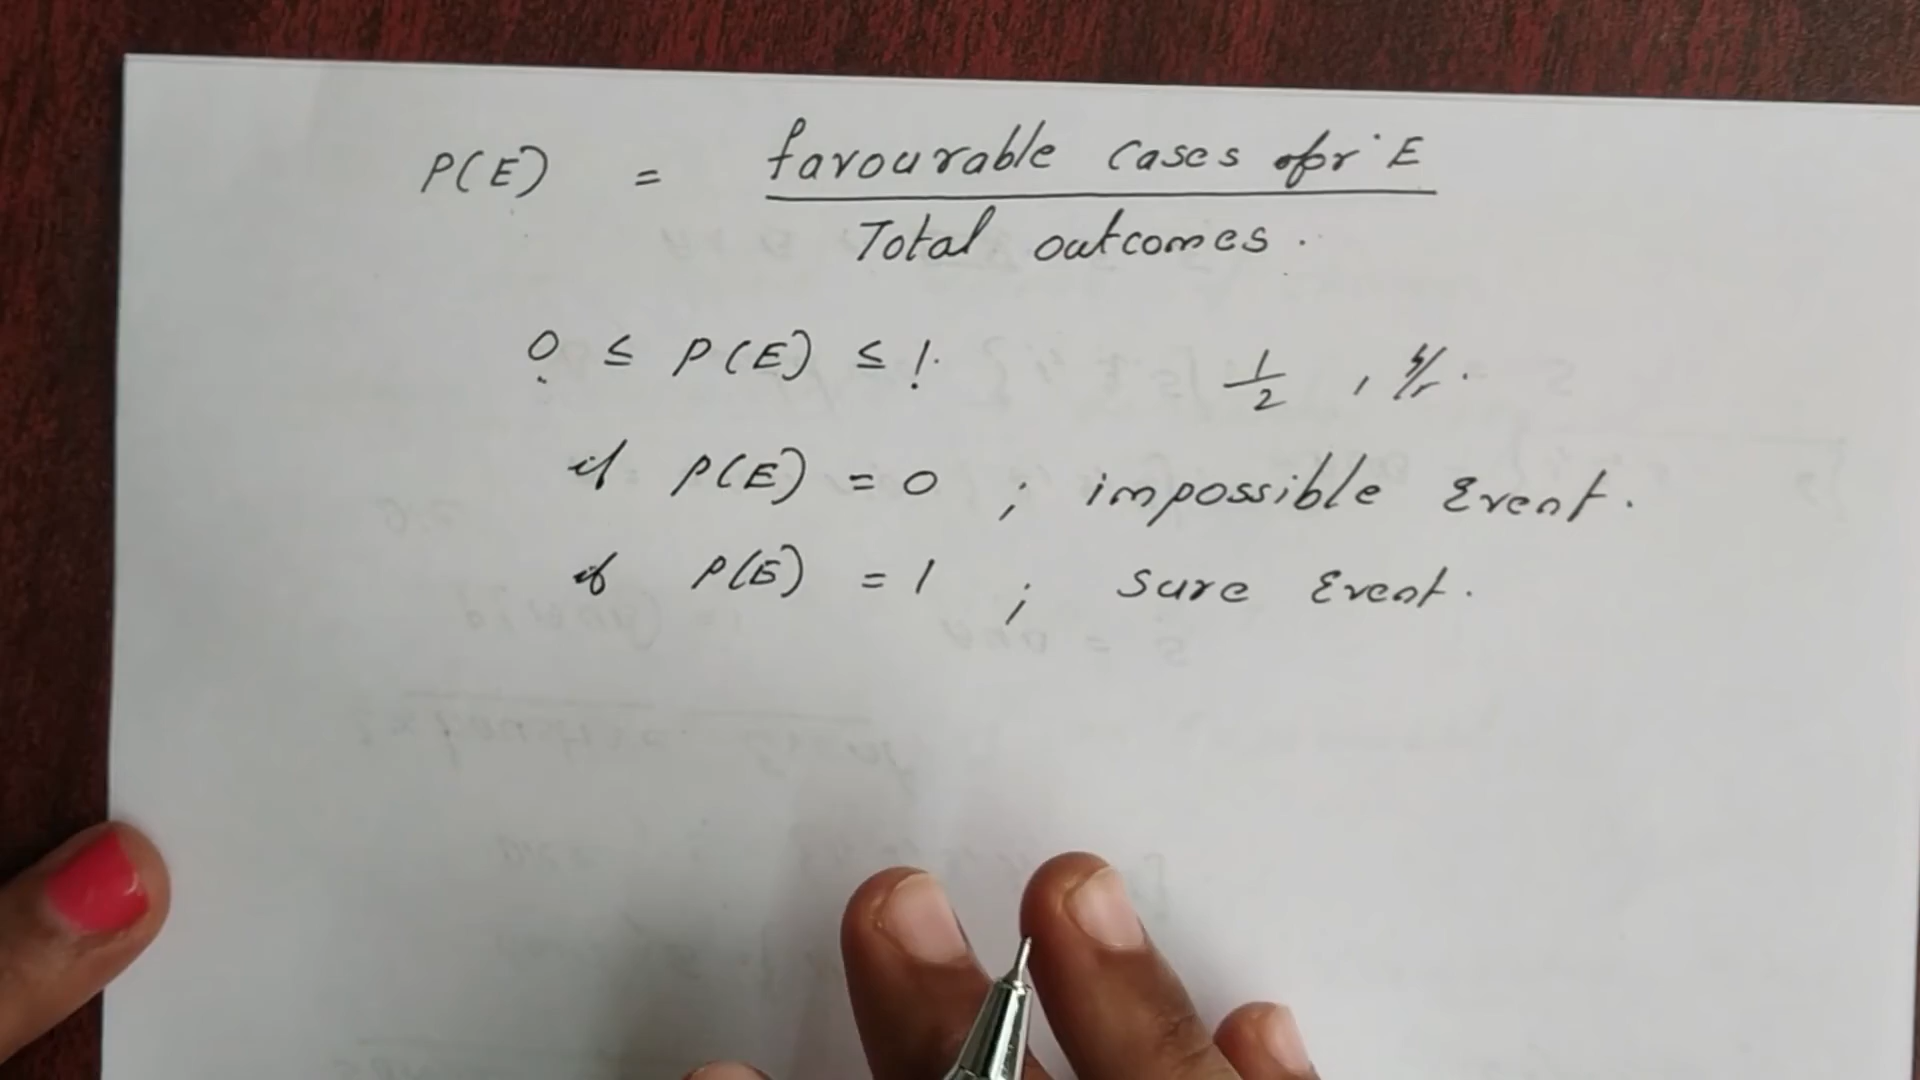 P(E) = favourable cases for E
Total outcomes.
0 ≤ P(E) ≤ 1. 1/2 ,
if P(E) = 0 ; impossible Event.
if P(E) = 1 ; Sure Event.